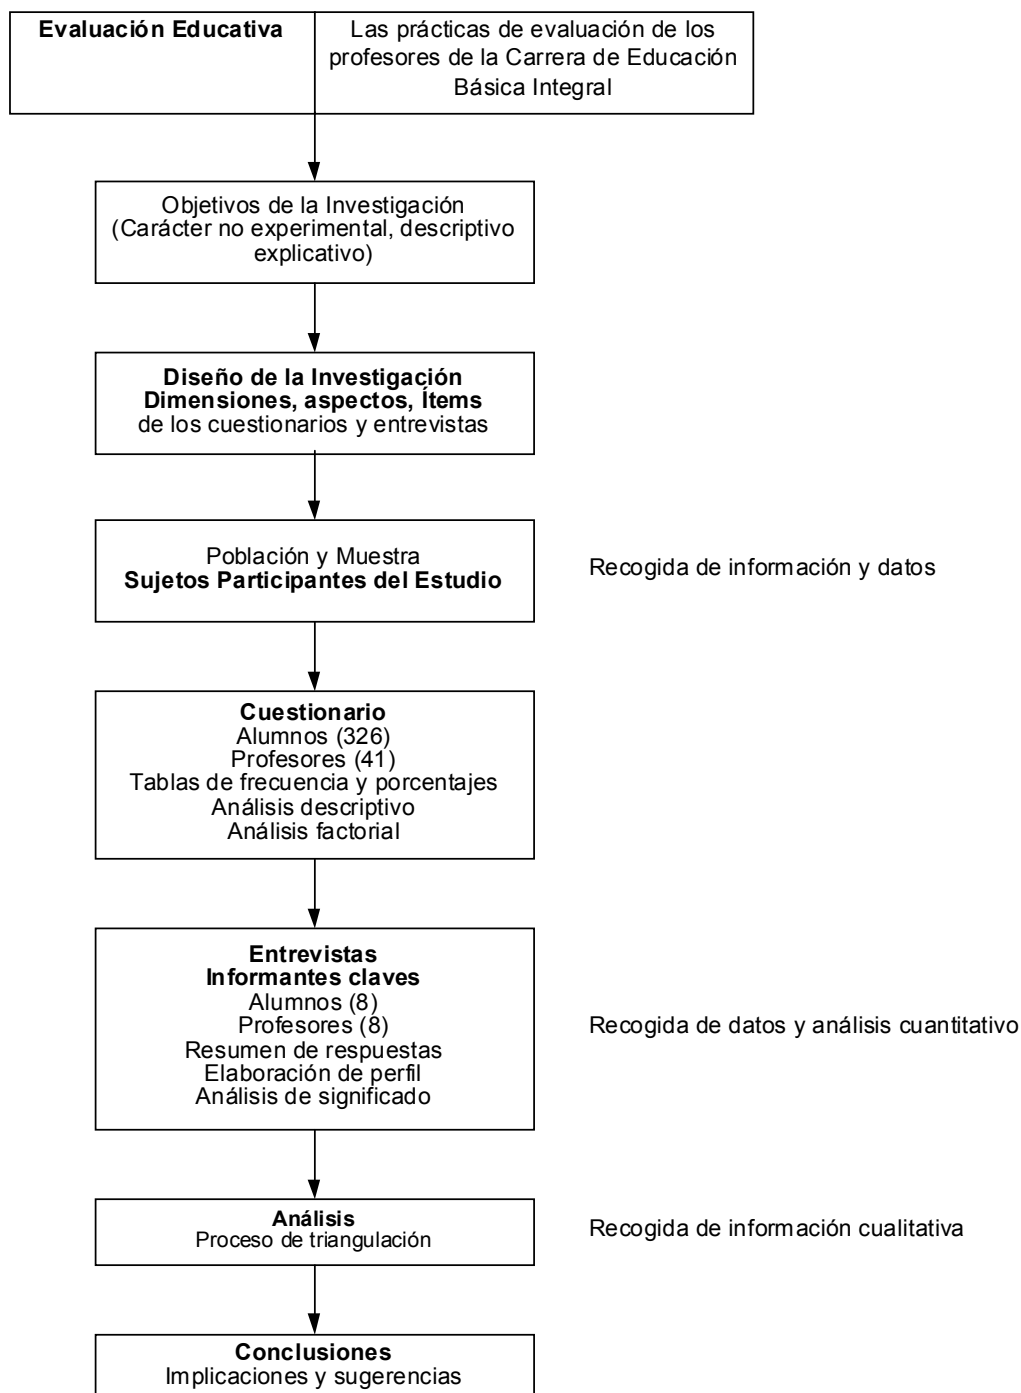 Evaluación Educativa
Las prácticas de evaluación de los
profesores de la Carrera de Educación
Básica Integral
Objetivos de la Investigación
(Carácter no experimental, descriptivo
explicativo)
Diseño de la Investigación
Dimensiones, aspectos, Ítems
de los cuestionarios y entrevistas
Población y Muestra
Sujetos Participantes del Estudio
Recogida de información y datos
Cuestionario
Alumnos (326)
Profesores (41)
Tablas de frecuencia y porcentajes
Análisis descriptivo
Análisis factorial
Entrevistas
Informantes claves
Alumnos (8)
Profesores (8)
Resumen de respuestas
Elaboración de perfil
Análisis de significado
Recogida de datos y análisis cuantitativo
Análisis
Proceso de triangulación
Recogida de información cualitativa
Conclusiones
Implicaciones y sugerencias